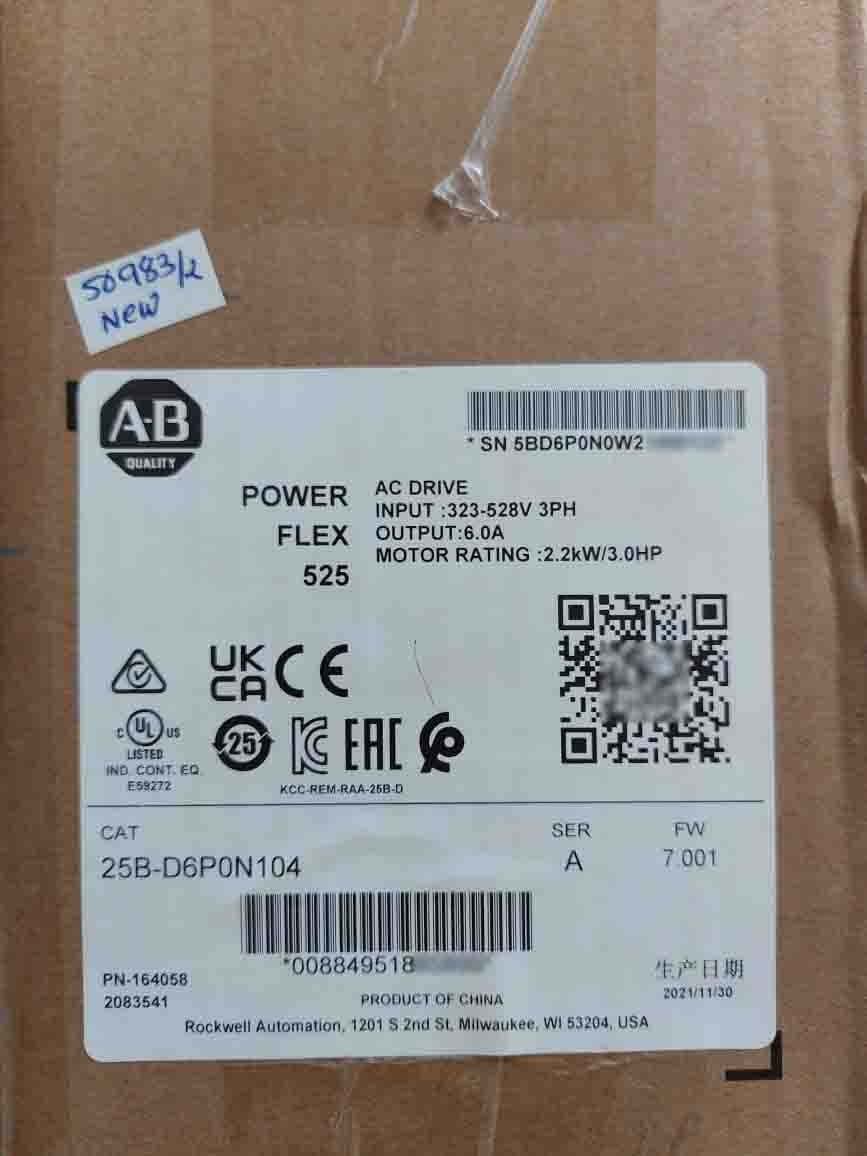 50983/2
New
A-B
QUALITY
* SN 5BD6P0N0W2
POWER
FLEX
525
AC DRIVE
INPUT :323-528V 3PH
OUTPUT:6.0A
MOTOR RATING :2.2kW/3.0HP
UK
CA
CE
C UL US
LISTED
IND. CONT. EQ.
E59272
25
KC
EAC
KCC-REM-RAA-25B-D
CAT
25B-D6P0N104
SER
A
FW
7.001
*008849518
PN-164058
2083541
PRODUCT OF CHINA
生产日期
2021/11/30
Rockwell Automation, 1201 S 2nd St, Milwaukee, WI 53204, USA